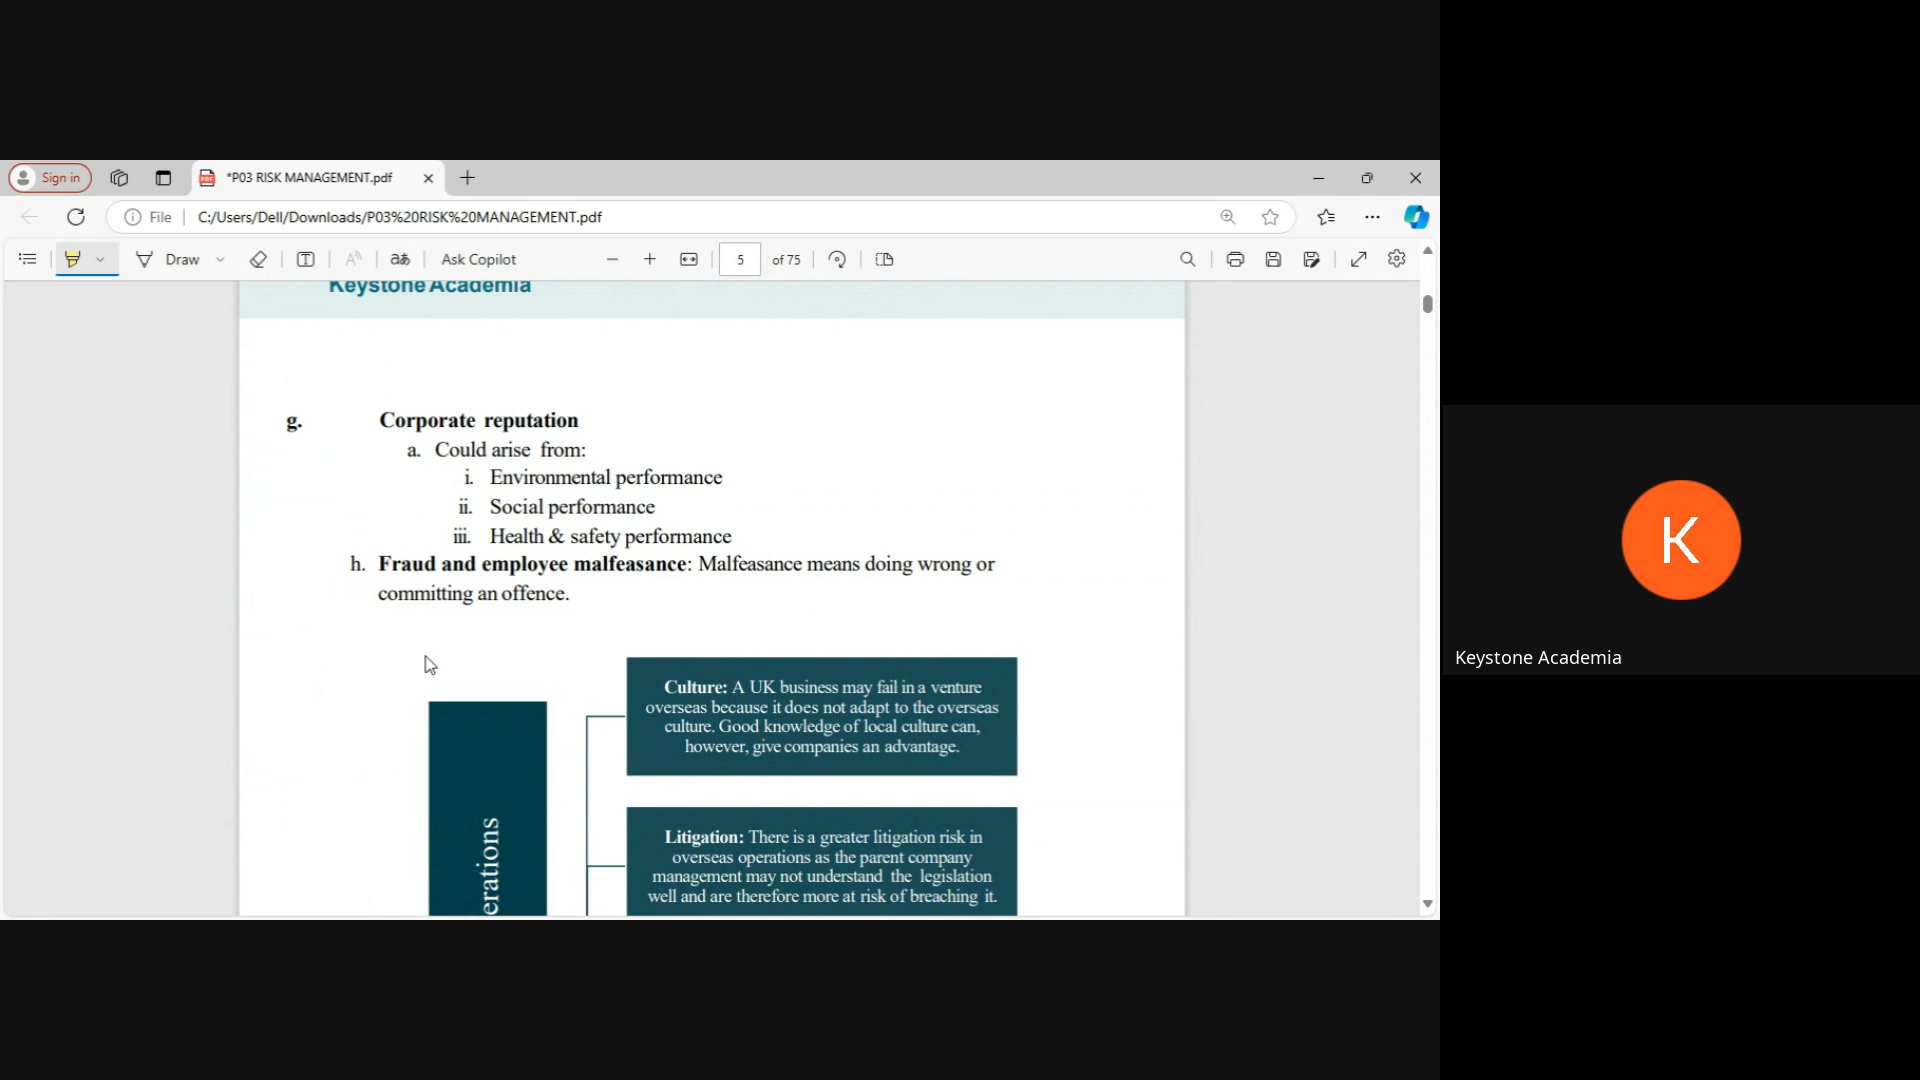 Sign in
*P03 RISK MANAGEMENT.pdf
File
C:/Users/Dell/Downloads/P03%20RISK%20MANAGEMENT.pdf
Draw
aあ
Ask Copilot
5
of 75
Keystone Academia
g. Corporate reputation
a. Could arise from:
i. Environmental performance
ii. Social performance
iii. Health & safety performance
h. Fraud and employee malfeasance: Malfeasance means doing wrong or
committing an offence.
Culture: A UK business may fail in a venture
overseas because it does not adapt to the overseas
culture. Good knowledge of local culture can,
however, give companies an advantage.
Litigation: There is a greater litigation risk in
overseas operations as the parent company
management may not understand the legislation
well and are therefore more at risk of breaching it.
erations
K
Keystone Academia